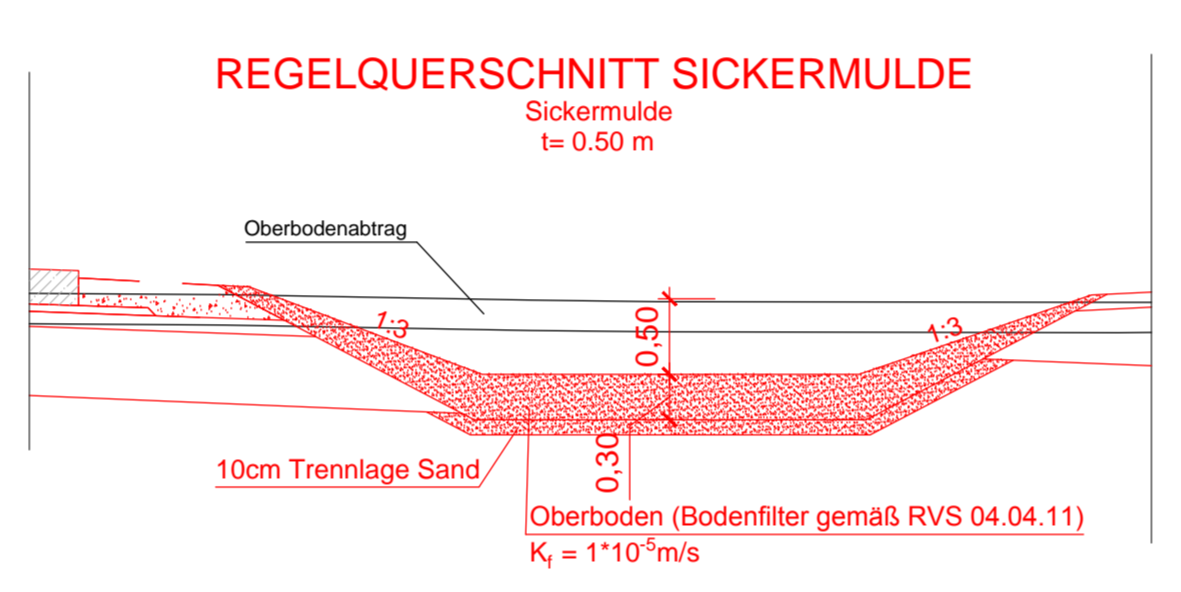 REGELQUERSCHNITT SICKERMULDE
Sickermulde
t= 0.50 m
Oberbodenabtrag
1:3
0,50
1:3
0,30
10cm Trennlage Sand
Oberboden (Bodenfilter gemäß RVS 04.04.11)
K_f = 1*10^-5m/s